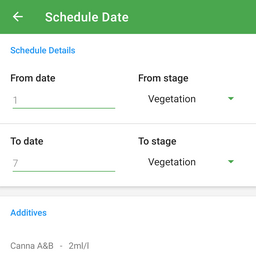 Schedule Date
Schedule Details
From date From stage
1 Vegetation
To date To stage
7 Vegetation
Additives
Canna A&B - 2ml/l